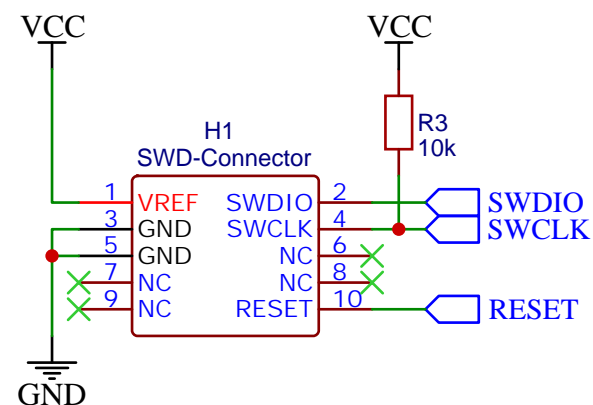 VCC
VCC
R3
10k
H1
SWD-Connector
1 VREF SWDIO 2 SWDIO
3 GND SWCLK 4 SWCLK
5 GND NC 6
7 NC NC 8
9 NC RESET 10 RESET
GND